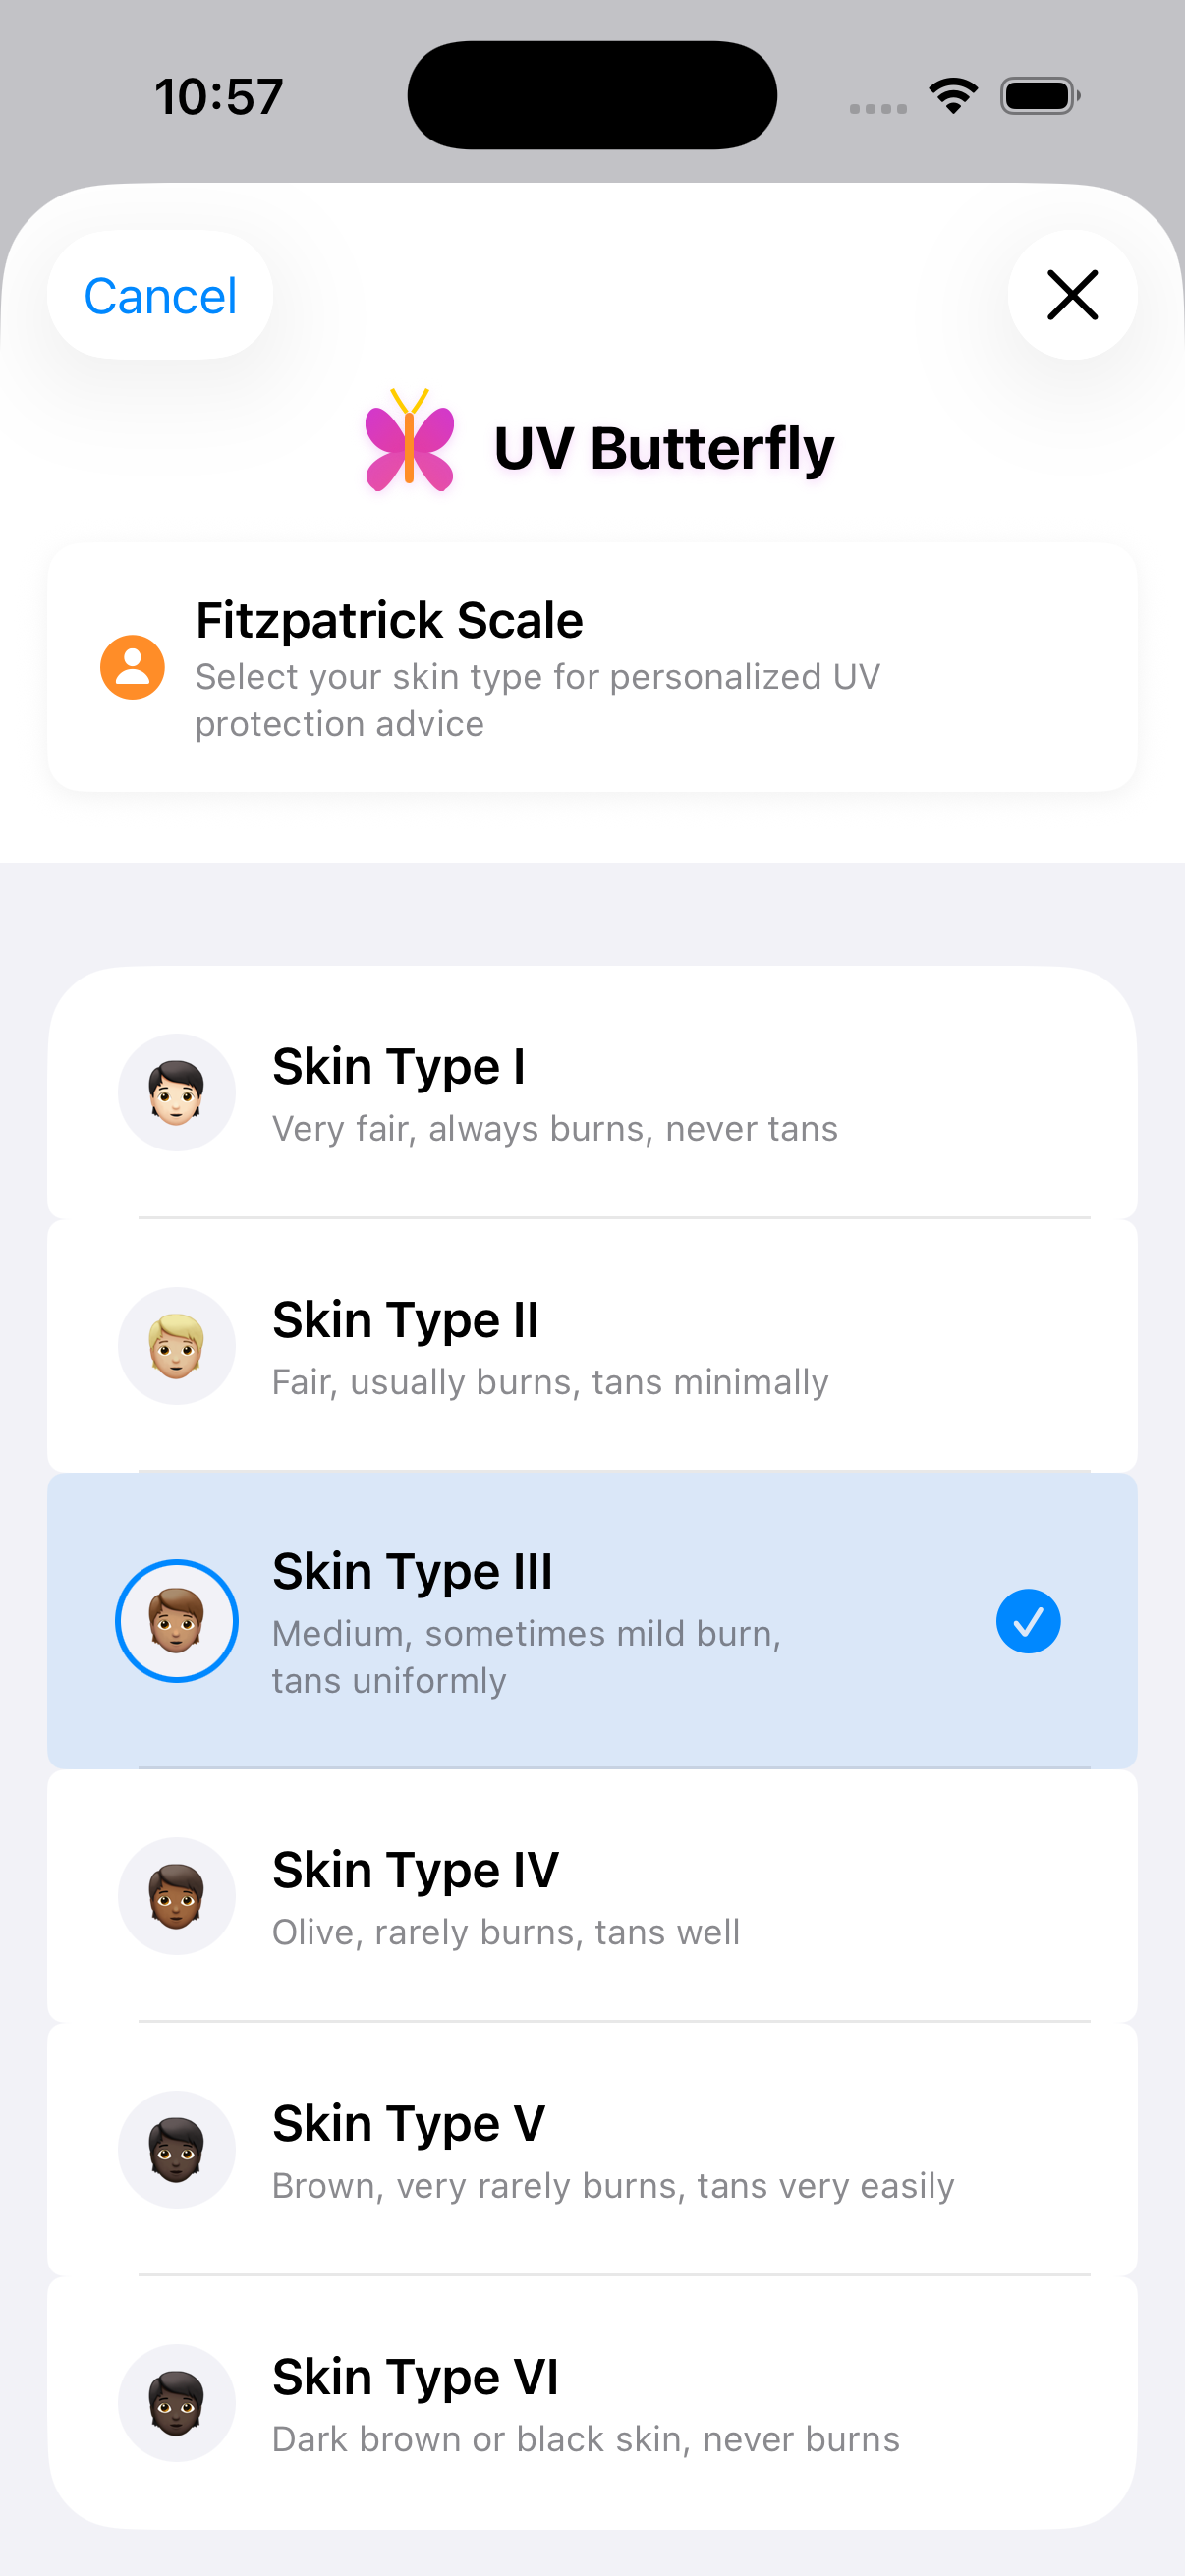 10:57
Cancel
UV Butterfly
Fitzpatrick Scale
Select your skin type for personalized UV
protection advice
Skin Type I
Very fair, always burns, never tans
Skin Type II
Fair, usually burns, tans minimally
Skin Type III
Medium, sometimes mild burn,
tans uniformly
Skin Type IV
Olive, rarely burns, tans well
Skin Type V
Brown, very rarely burns, tans very easily
Skin Type VI
Dark brown or black skin, never burns